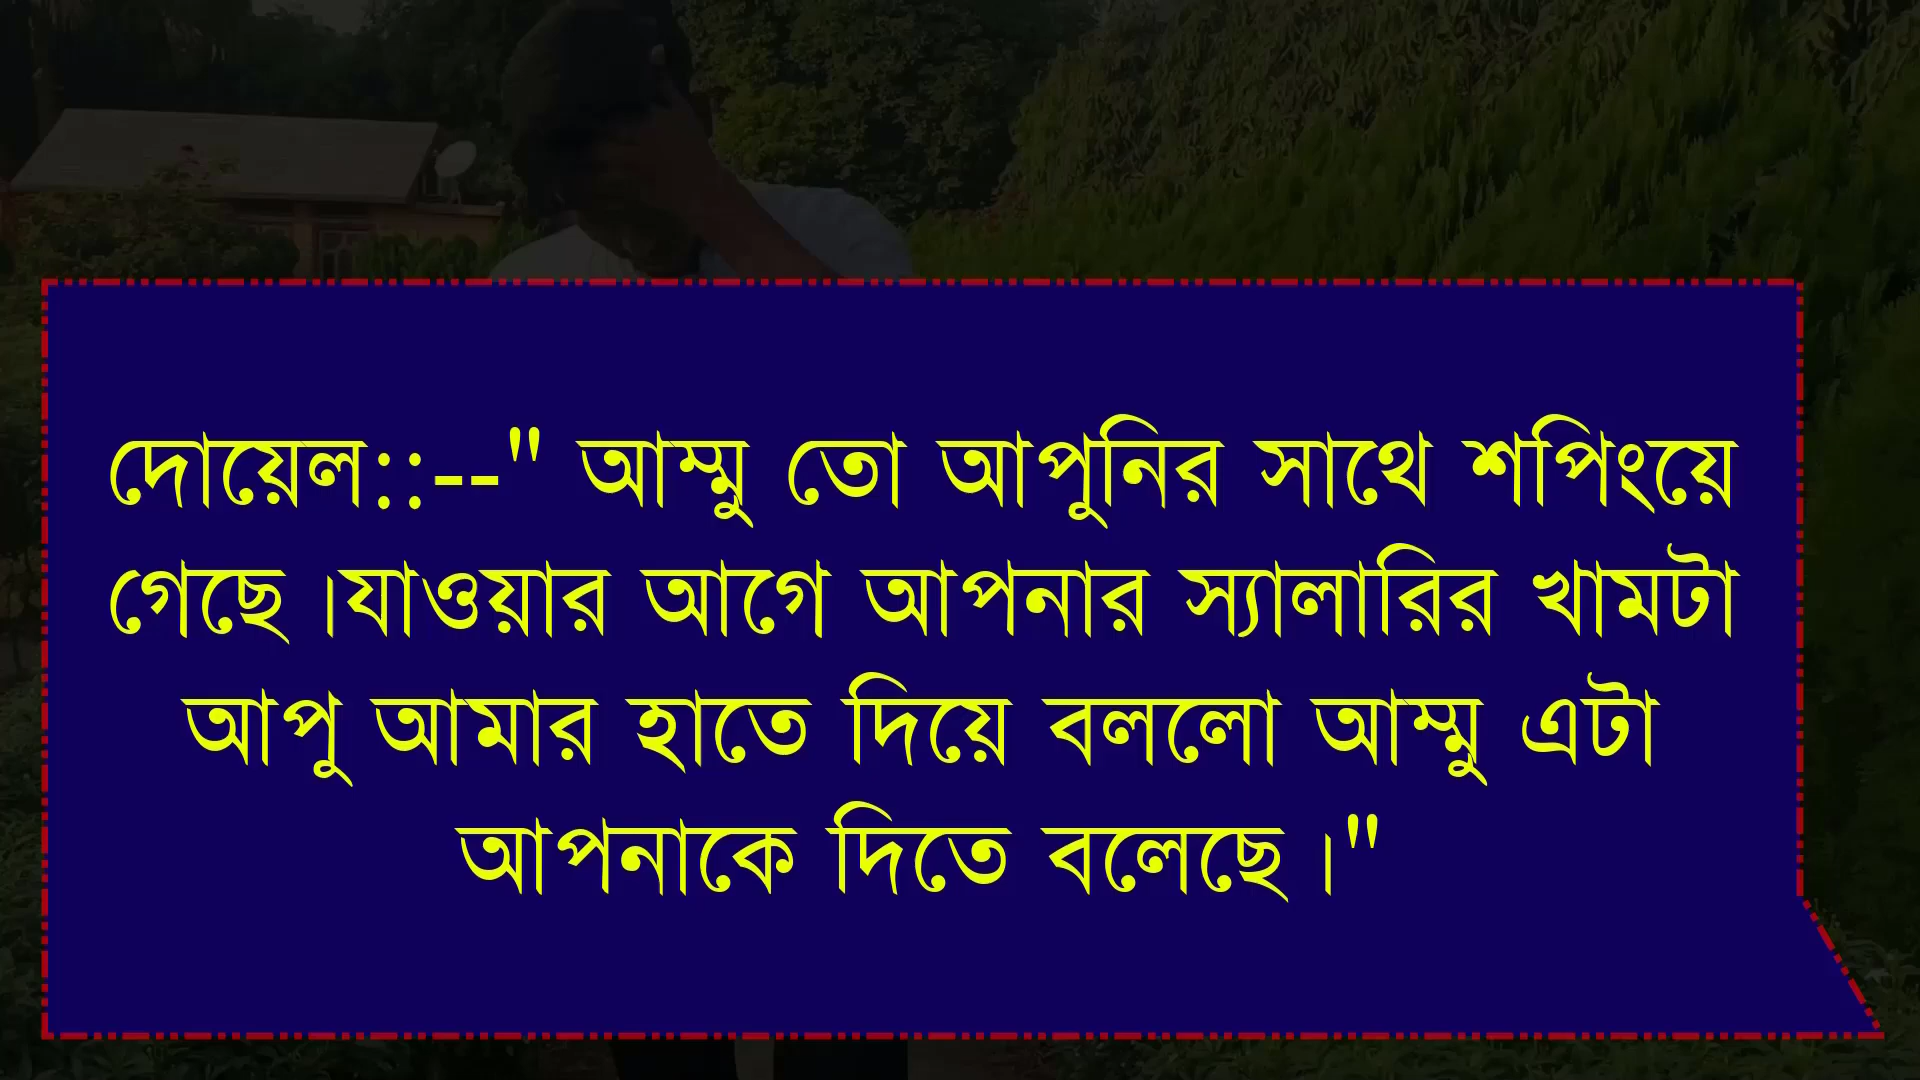 দোয়েল::--" আম্মু তো আপুনির সাথে শপিংয়ে
গেছে।যাওয়ার আগে আপনার স্যালারির খামটা
আপু আমার হাতে দিয়ে বললো আম্মু এটা
আপনাকে দিতে বলেছে।"